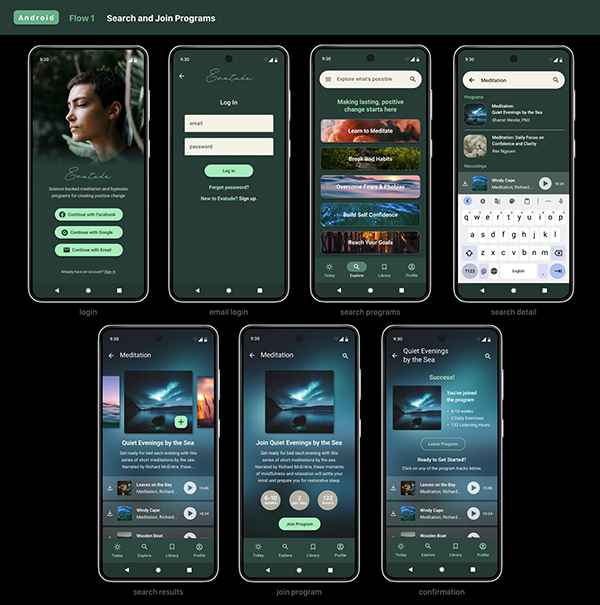 Android Flow 1 Search and Join Programs
9:30
Evatude
Science-backed meditation and hypnosis
programs for creating positive change
Continue with Facebook
Continue with Google
Continue with Email
Already have an account? Sign in
login
9:30
Evatude
Log In
email
password
Log In
Forgot password?
New to Evatude? Sign up.
email login
9:30
Explore what's possible
Making lasting, positive
change starts here
Learn to Meditate
Break Bad Habits
Overcome Fears & Phobias
Build Self Confidence
Reach Your Goals
Today Explore Library Profile
search programs
9:30
Meditation
Programs
Meditation:
Quiet Evenings by the Sea
Sharon Wexler, PhD
Meditation: Daily Focus on
Confidence and Clarity
Rex Nguyen
Recordings
Windy Cape
Meditation, Richard...
18:24
GIF
q w e r t y u i o p
a s d f g h j k l
z x c v b n m
?123 @ English .
search detail
9:30
Meditation
Quiet Evenings by the Sea
Get ready for bed each evening with this
series of short meditations by the sea.
Narrated by Richard McEntire, these...
Leaves on the Bay
Meditation, Richard...
Windy Cape
Meditation, Richard...
18:24
Wooden Boat
Today Explore Library Profile
search results
9:30
Meditation
Join Quiet Evenings by the Sea
Get ready for bed each evening with this
series of short meditations by the sea.
Narrated by Richard McEntire, these moments
of mindfulness and relaxation will settle your
mind and prepare you for restorative sleep.
6-10
weeks
2
per day
132
hours
Join Program
Today Explore Library Profile
join program
9:30
Quiet Evenings
by the Sea
Success!
You've joined
the program
• 6-10 weeks
• 2 Daily Exercises
• 132 Listening Hours
Leave Program
Ready to Get Started?
Click on any of the program tracks below.
Leaves on the Bay
Meditation, Richard...
Windy Cape
Meditation, Richard...
18:24
Wooden Boat
Today Explore Library Profile
confirmation